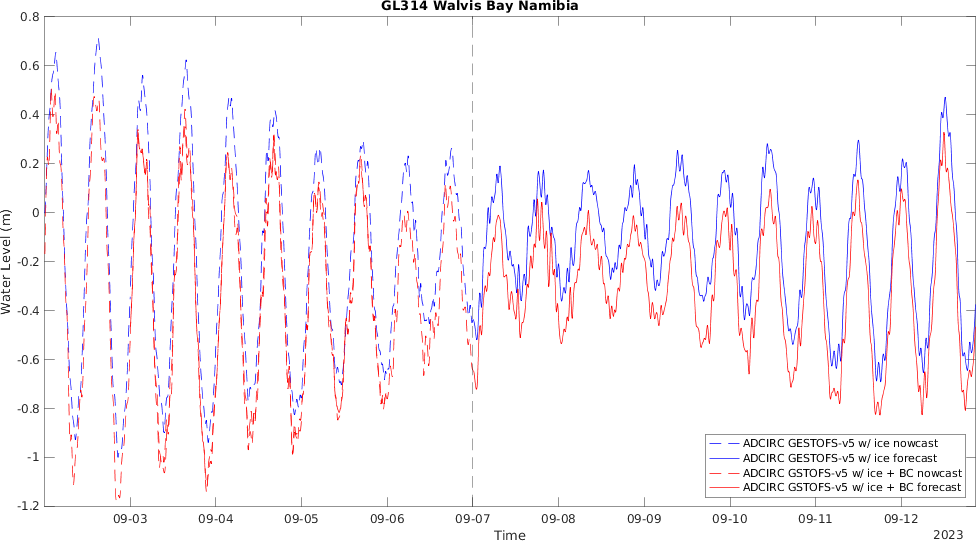 GL314 Walvis Bay Namibia
0.8
0.6
0.4
0.2
0
-0.2
-0.4
-0.6
-0.8
-1
-1.2
Water Level (m)
ADCIRC GESTOFS-v5 w/ ice nowcast
ADCIRC GESTOFS-v5 w/ ice forecast
ADCIRC GSTOFS-v5 w/ ice + BC nowcast
ADCIRC GSTOFS-v5 w/ ice + BC forecast
09-03 09-04 09-05 09-06 09-07 09-08 09-09 09-10 09-11 09-12
Time
2023